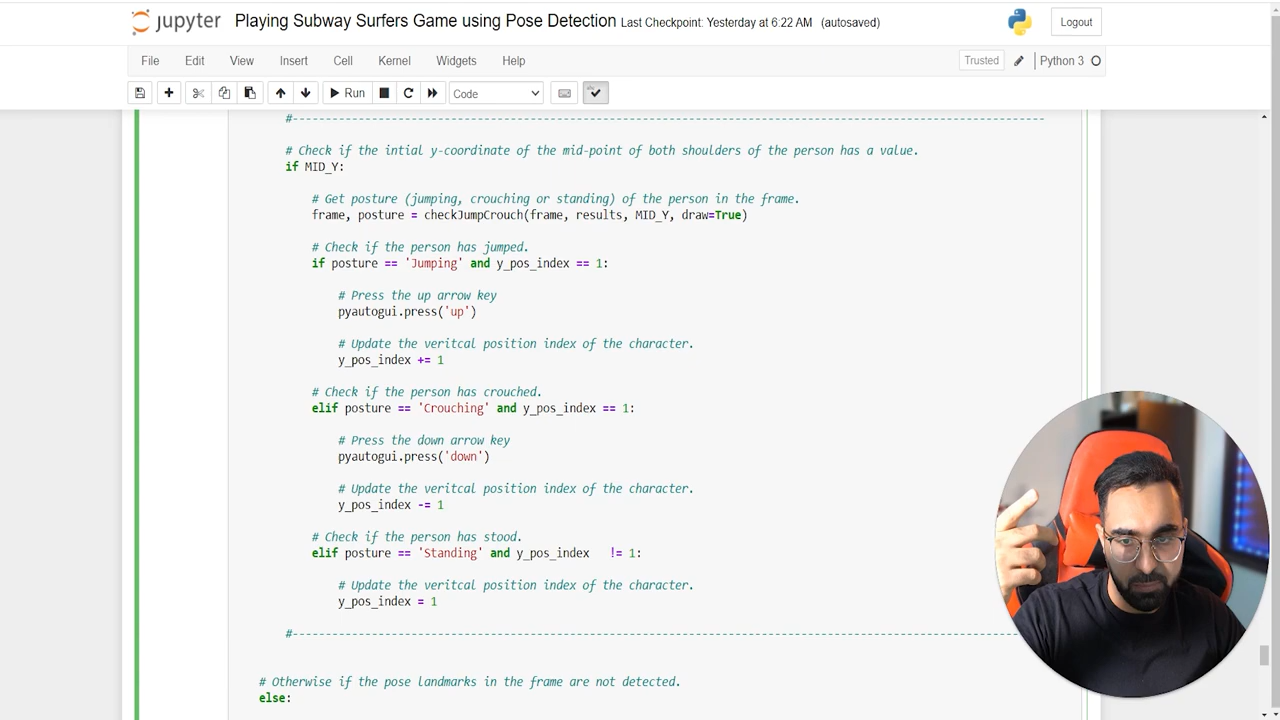 jupyter Playing Subway Surfers Game using Pose Detection Last Checkpoint: Yesterday at 6:22 AM (autosaved)
Logout
File Edit View Insert Cell Kernel Widgets Help
Trusted Python 3
Run Code
#-------------------------------------------------------------------------------------------------------------------
# Check if the intial y-coordinate of the mid-point of both shoulders of the person has a value.
if MID_Y:
# Get posture (jumping, crouching or standing) of the person in the frame.
frame, posture = checkJumpCrouch(frame, results, MID_Y, draw=True)
# Check if the person has jumped.
if posture == 'Jumping' and y_pos_index == 1:
# Press the up arrow key
pyautogui.press('up')
# Update the veritcal position index of the character.
y_pos_index += 1
# Check if the person has crouched.
elif posture == 'Crouching' and y_pos_index == 1:
# Press the down arrow key
pyautogui.press('down')
# Update the veritcal position index of the character.
y_pos_index -= 1
# Check if the person has stood.
elif posture == 'Standing' and y_pos_index   != 1:
# Update the veritcal position index of the character.
y_pos_index = 1
#----------------------------------------------------------------------------------------------------------------
# Otherwise if the pose landmarks in the frame are not detected.
else: